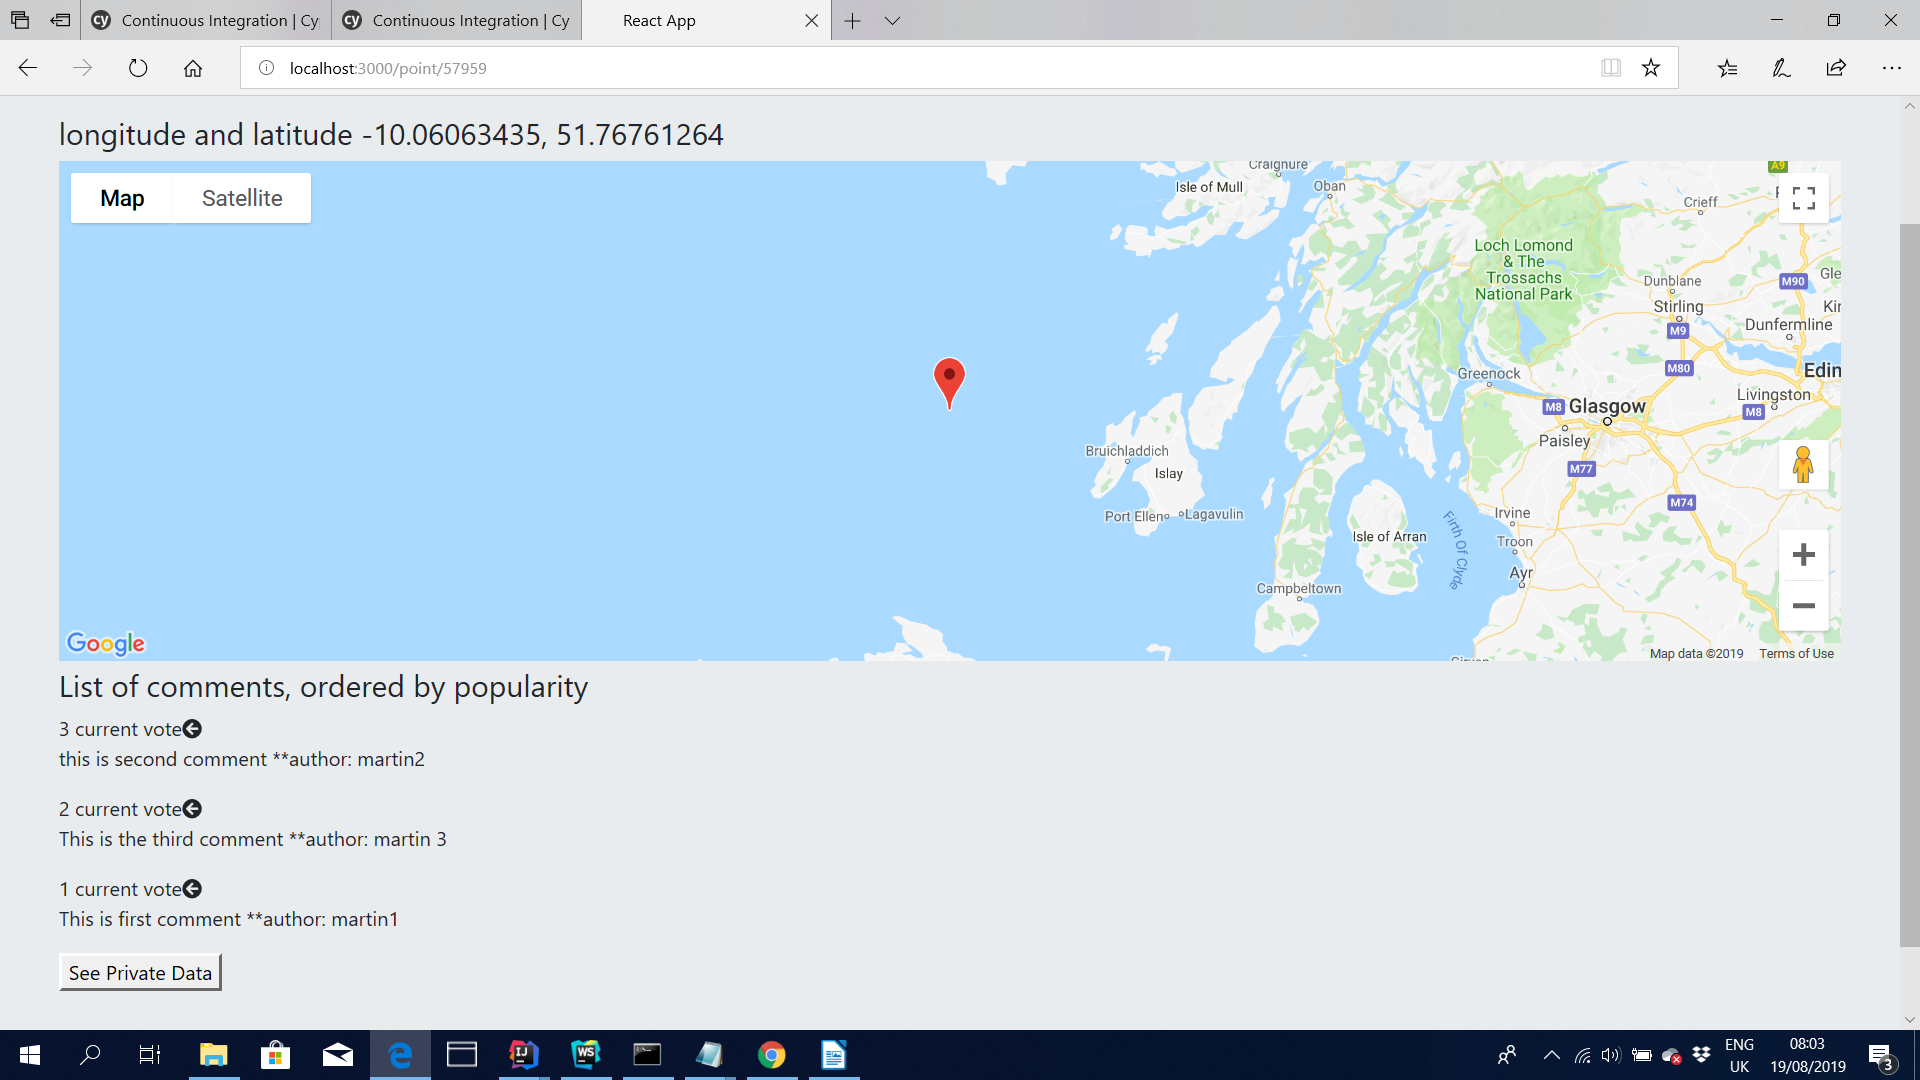 Continuous Integration | Cy
Continuous Integration | Cy
React App
localhost:3000/point/57959
longitude and latitude -10.06063435, 51.76761264
Map
Satellite
Craignure
A9
Isle of Mull
Oban
Crieff
Loch Lomond
& The
Trossachs
National Park
Dunblane
M90
Gle
Stirling
Kir
M9
Dunfermline
M80
Greenock
Edin
Livingston
M8
Glasgow
M8
Paisley
Bruichladdich
M77
Islay
M74
Port Ellen
Lagavulin
Irvine
Firth Of Clyde
Isle of Arran
Troon
Ayr
Campbeltown
Google
Map data ©2019
Terms of Use
List of comments, ordered by popularity
3 current vote
this is second comment **author: martin2
2 current vote
This is the third comment **author: martin 3
1 current vote
This is first comment **author: martin1
See Private Data
ENG
UK
08:03
19/08/2019
3